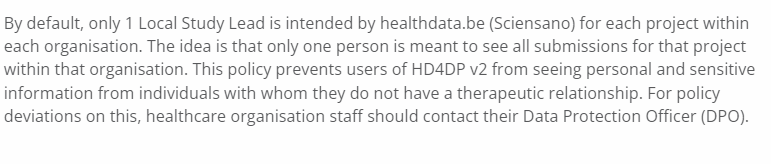 By default, only 1 Local Study Lead is intended by healthdata.be (Sciensano) for each project within
each organisation. The idea is that only one person is meant to see all submissions for that project
within that organisation. This policy prevents users of HD4DP v2 from seeing personal and sensitive
information from individuals with whom they do not have a therapeutic relationship. For policy
deviations on this, healthcare organisation staff should contact their Data Protection Officer (DPO).